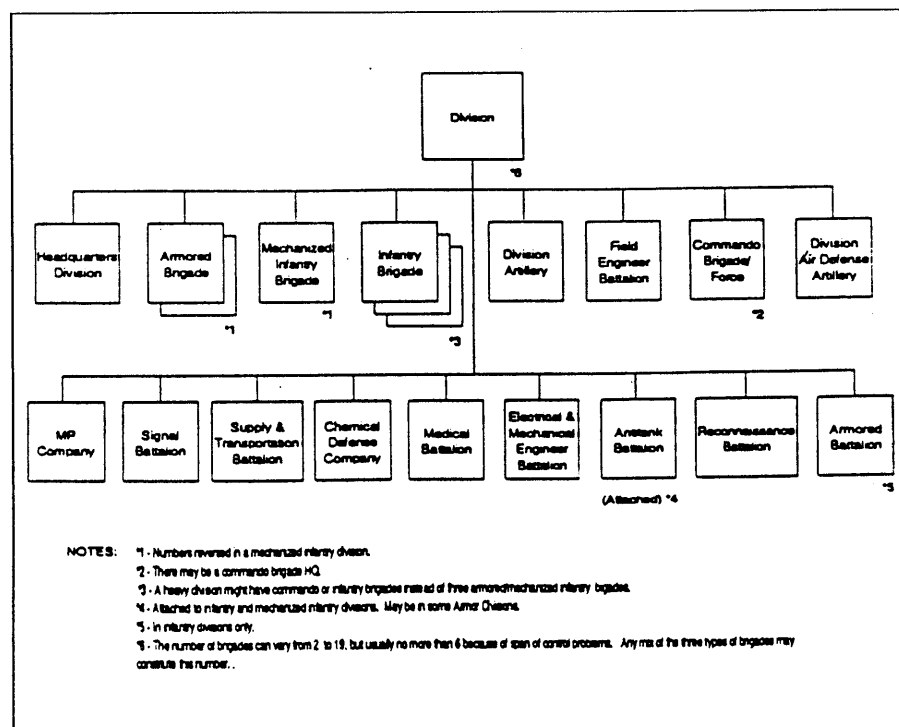 Division
*6
Headquarters
Division
Armored
Brigade
*1
Mechanized
Infantry
Brigade
*1
Infantry
Brigade
*3
Division
Artillery
Field
Engineer
Battalion
Commando
Brigade/
Force
*2
Division
Air Defense
Artillery
MP
Company
Signal
Battalion
Supply &
Transportation
Battalion
Chemical
Defense
Company
Medical
Battalion
Electrical &
Mechanical
Engineer
Battalion
Antitank
Battalion
(Attached) *4
Reconnaissance
Battalion
Armored
Battalion
*5
NOTES: *1 - Numbers reversed in a mechanized infantry division.
*2 - There may be a commando brigade HQ.
*3 - A heavy division might have commando or infantry brigades instead of three armored/mechanized infantry brigades.
*4 - Attached to infantry and mechanized infantry divisions. May be in some Armor Divisions.
*5 - In infantry divisions only.
*6 - The number of brigades can vary from 2 to 19, but usually no more than 6 because of span of control problems. Any mix of the three types of brigades may
constitute this number. .